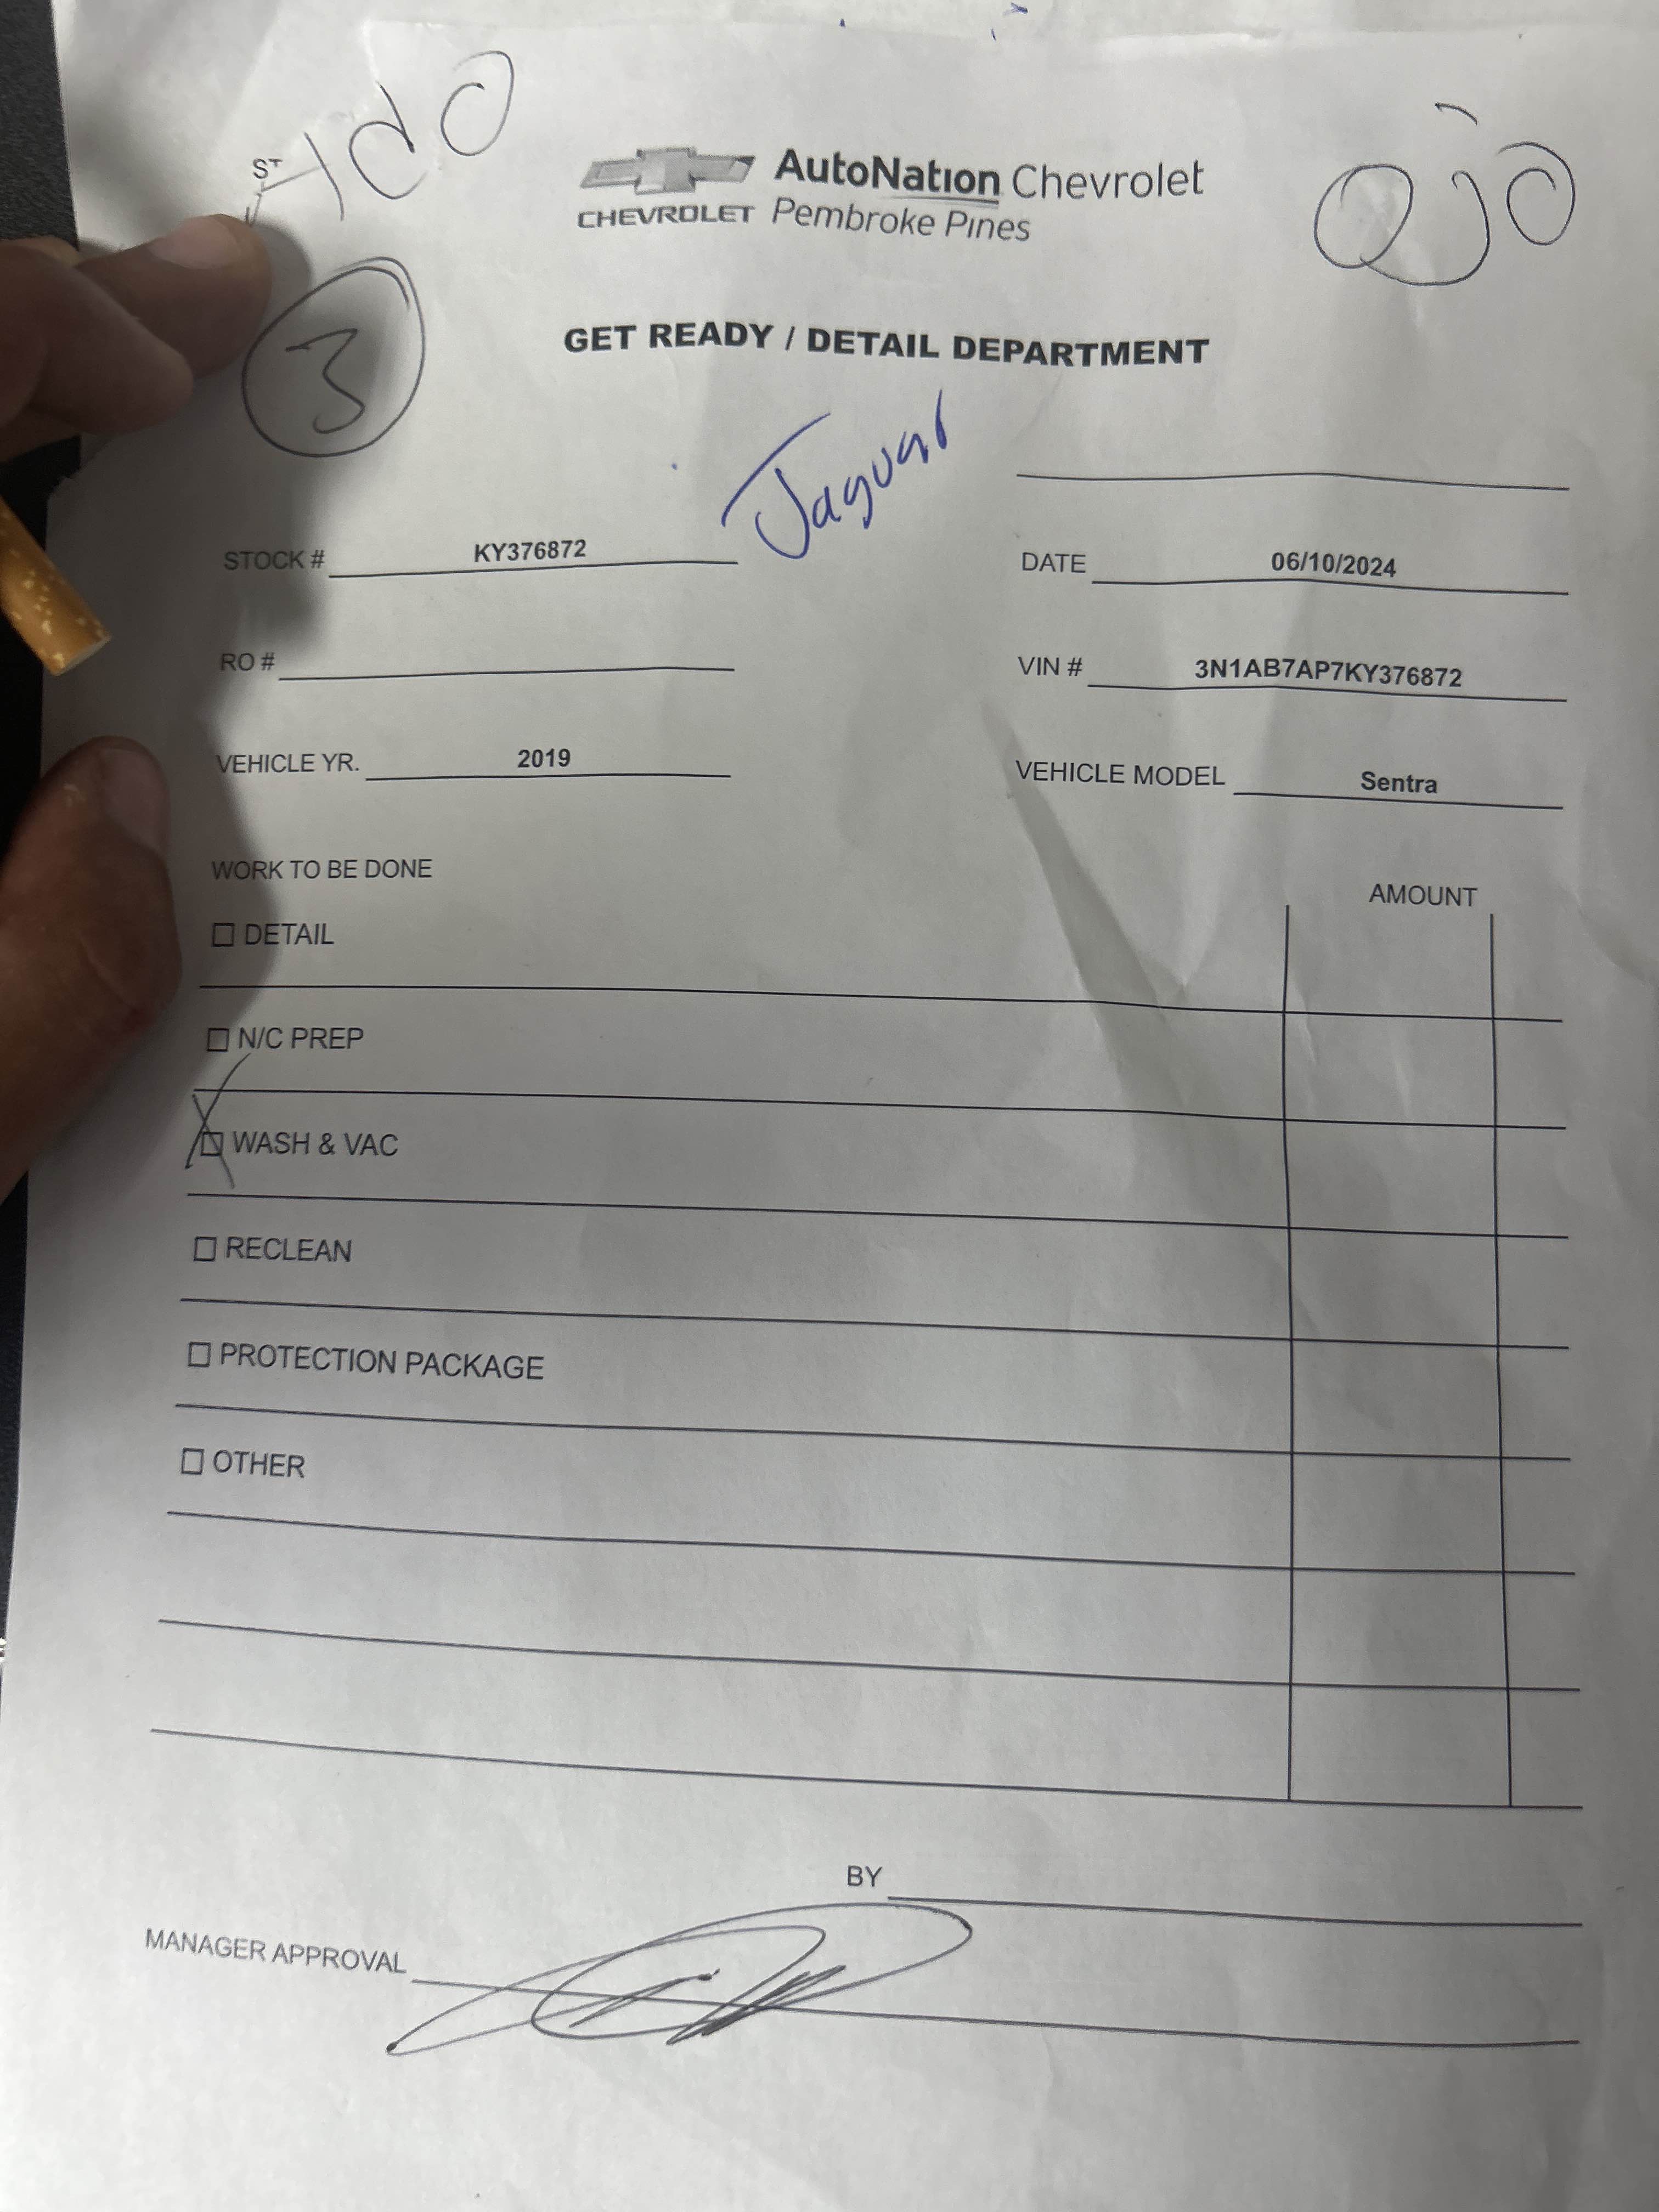 ST
OJO
AutoNation Chevrolet
CHEVROLET Pembroke Pines
3
GET READY / DETAIL DEPARTMENT
Jaguar
STOCK # KY376872
DATE 06/10/2024
RO #
VIN # 3N1AB7AP7KY376872
VEHICLE YR. 2019
VEHICLE MODEL Sentra
WORK TO BE DONE
AMOUNT
DETAIL
N/C PREP
X WASH & VAC
RECLEAN
PROTECTION PACKAGE
OTHER
BY
MANAGER APPROVAL